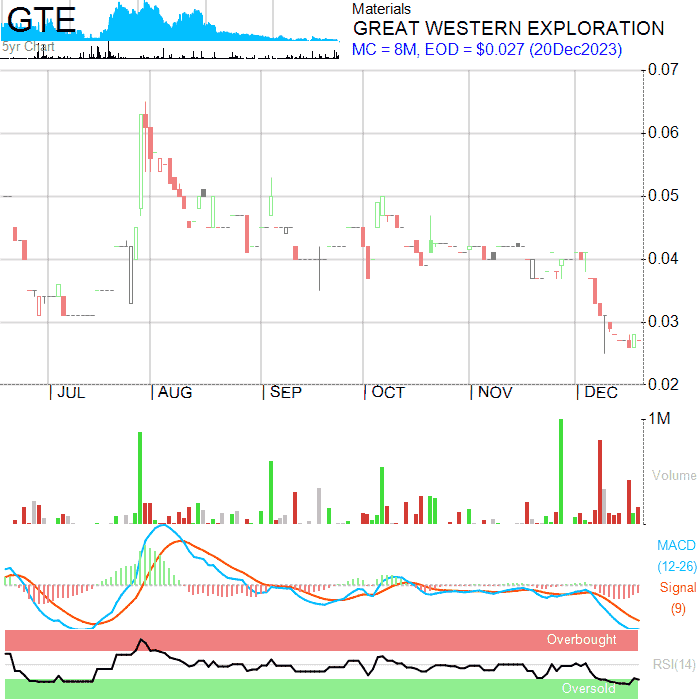 GTE
5yr Chart
Materials
GREAT WESTERN EXPLORATION
MC = 8M, EOD = $0.027 (20Dec2023)
0.07
0.06
0.05
0.04
0.03
0.02
JUL AUG SEP OCT NOV DEC
1M
Volume
MACD
(12-26)
Signal
(9)
Overbought
RSI(14)
Oversold